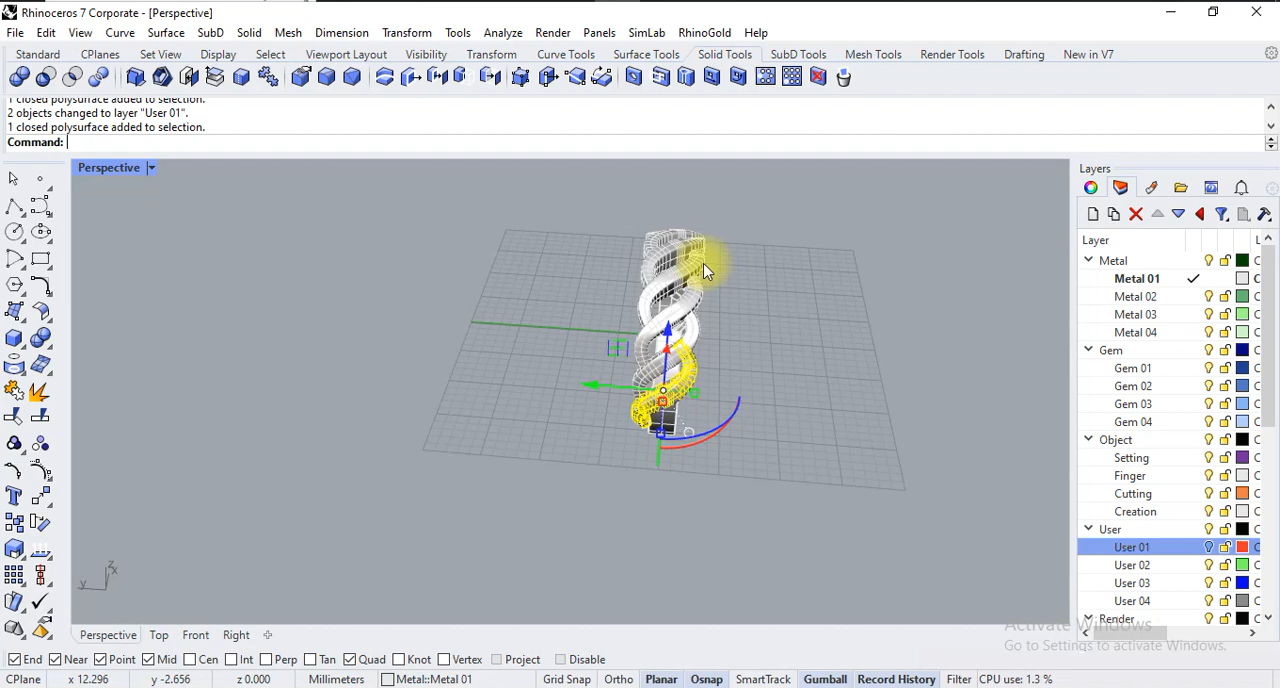 Rhinoceros 7 Corporate - [Perspective]
File Edit View Curve Surface SubD Solid Mesh Dimension Transform Tools Analyze Render Panels SimLab RhinoGold Help
Standard CPlanes Set View Display Select Viewport Layout Visibility Transform Curve Tools Surface Tools Solid Tools SubD Tools Mesh Tools Render Tools Drafting New in V7
1 closed polysurface added to selection.
2 objects changed to layer "User 01".
1 closed polysurface added to selection.
Command:
Perspective
Layers
Layer L
Metal C
Metal 01 C
Metal 02 C
Metal 03 C
Metal 04 C
Gem C
Gem 01 C
Gem 02 C
Gem 03 C
Gem 04 C
Object C
Setting C
Finger C
Cutting C
Creation C
User C
User 01 C
User 02 C
User 03 C
User 04 C
Render C
Activate Windows
Go to Settings to activate Windows.
z x
y
Perspective Top Front Right
End Near Point Mid Cen Int Perp Tan Quad Knot Vertex Project Disable
CPlane x 12.296 y -2.656 z 0.000 Millimeters Metal::Metal 01 Grid Snap Ortho Planar Osnap SmartTrack Gumball Record History Filter CPU use: 1.3 %